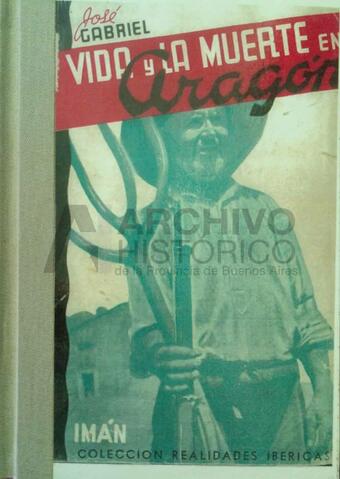 José
GABRIEL
VIDA y LA MUERTE EN
Aragón
ARCHIVO
HISTÓRICO
de la Provincia de Buenos Aires
IMÁN
COLECCION REALIDADES IBERICAS